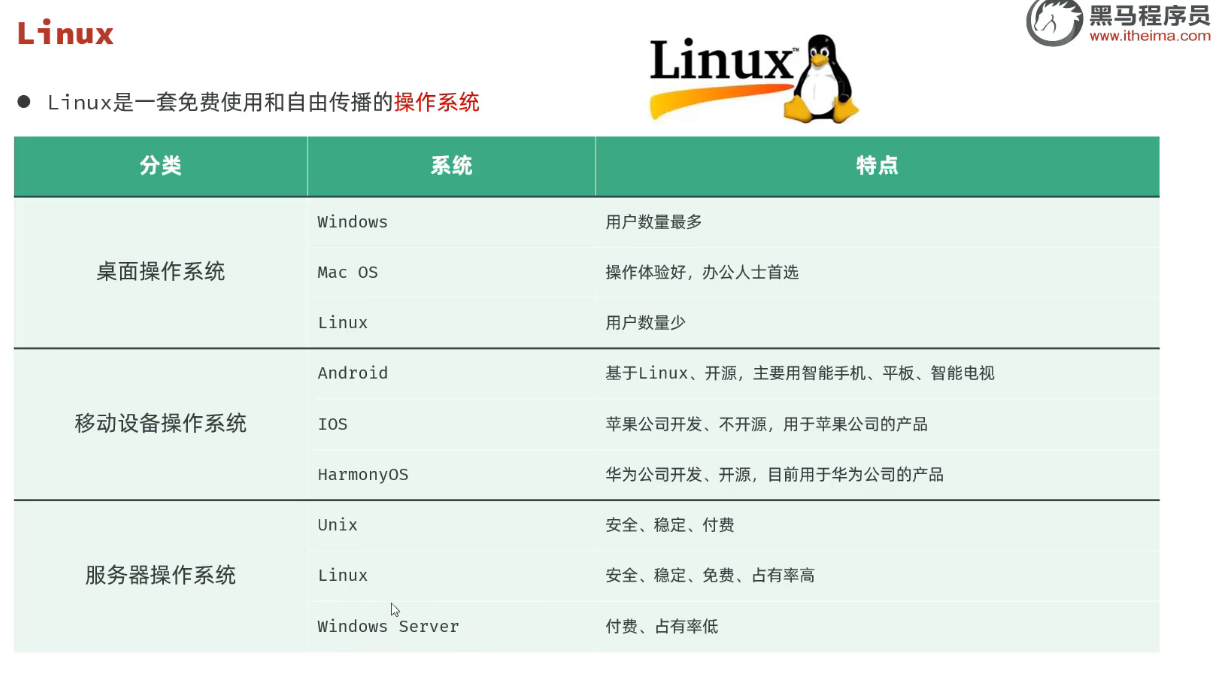 Linux
黑马程序员
www.itheima.com
Linux™
● Linux是一套免费使用和自由传播的操作系统
分类 系统 特点
桌面操作系统
Windows 用户数量最多
Mac OS 操作体验好，办公人士首选
Linux 用户数量少
移动设备操作系统
Android 基于Linux、开源，主要用智能手机、平板、智能电视
IOS 苹果公司开发、不开源，用于苹果公司的产品
HarmonyOS 华为公司开发、开源，目前用于华为公司的产品
服务器操作系统
Unix 安全、稳定、付费
Linux 安全、稳定、免费、占有率高
Windows Server 付费、占有率低